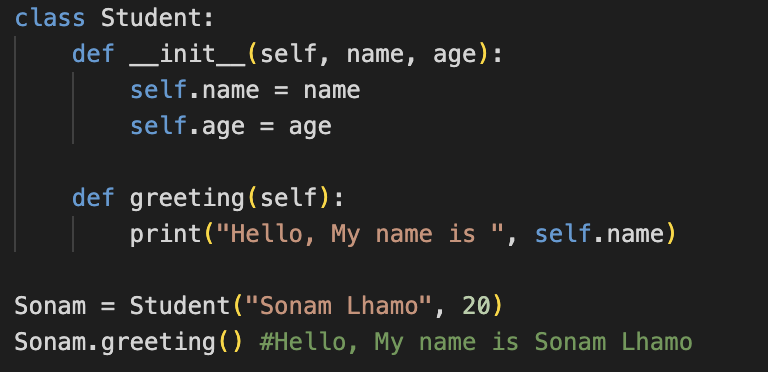 class Student:
    def __init__(self, name, age):
        self.name = name
        self.age = age
    def greeting(self):
        print("Hello, My name is ", self.name)
Sonam = Student("Sonam Lhamo", 20)
Sonam.greeting() #Hello, My name is Sonam Lhamo